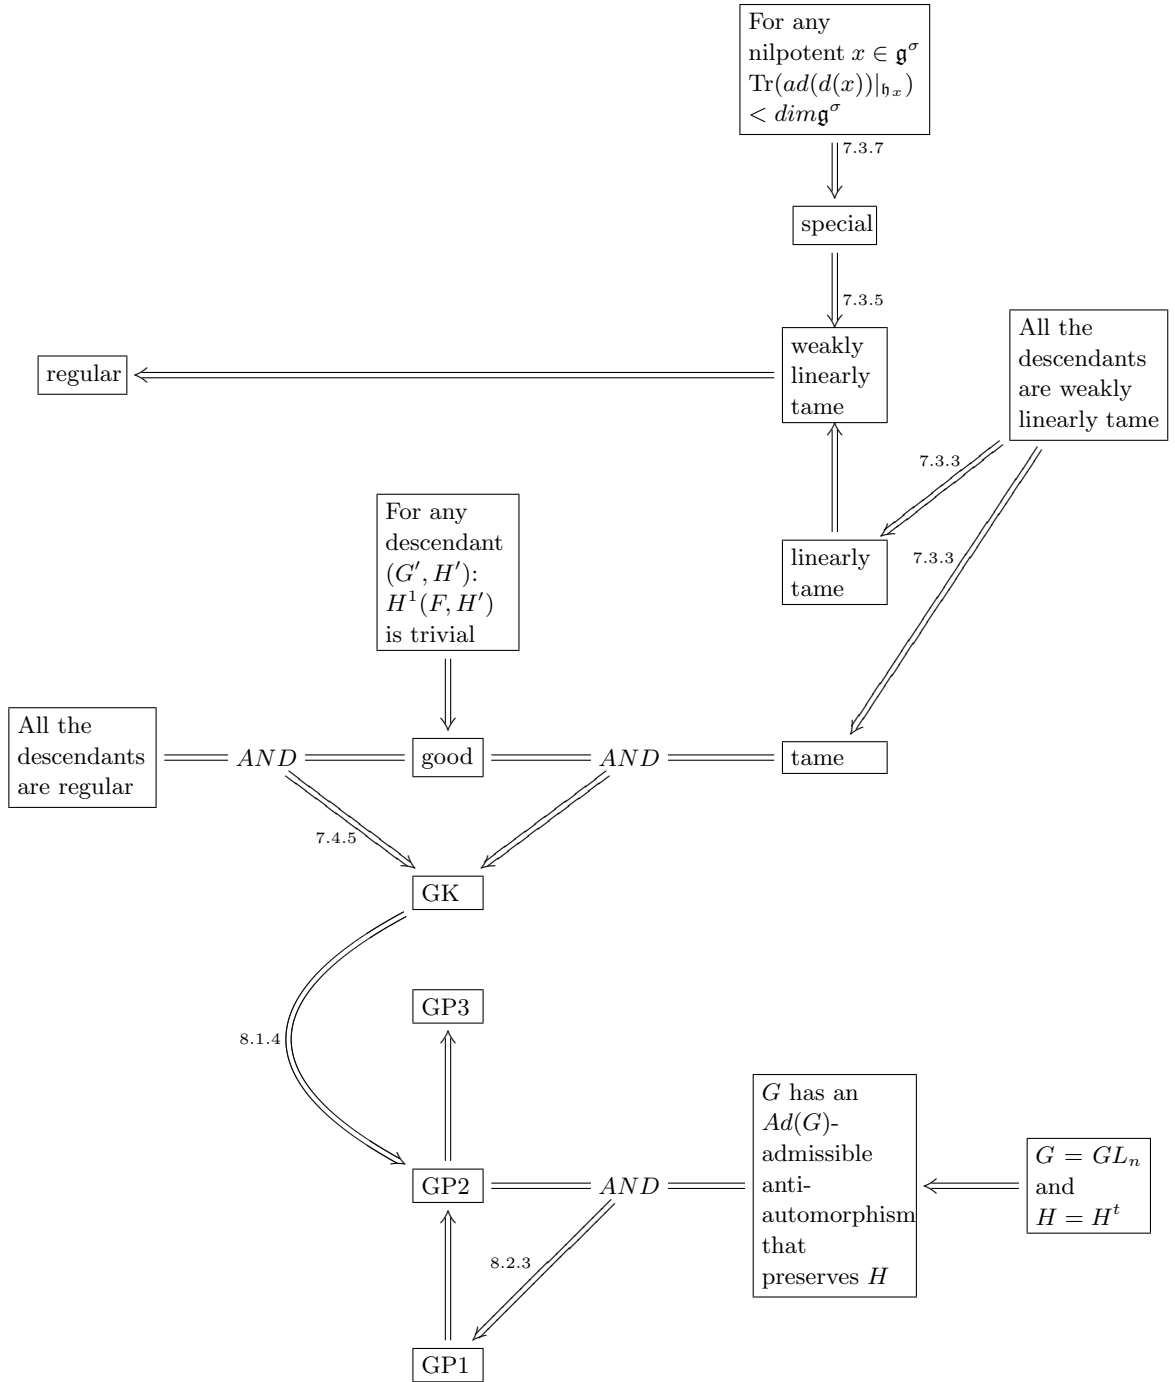 For any
nilpotent x ∈ 𝔤^σ
Tr(ad(d(x))|_{𝔥_x})
< dim𝔤^σ
7.3.7
special
7.3.5
weakly
linearly
tame
regular
All the
descendants
are weakly
linearly tame
7.3.3
7.3.3
linearly
tame
For any
descendant
(G′, H′):
H^1(F, H′)
is trivial
All the
descendants
are regular
AND
good
AND
tame
7.4.5
GK
8.1.4
GP3
GP2
AND
G has an
Ad(G)-
admissible
anti-
automorphism
that
preserves H
G = GL_n
and
H = H^t
8.2.3
GP1